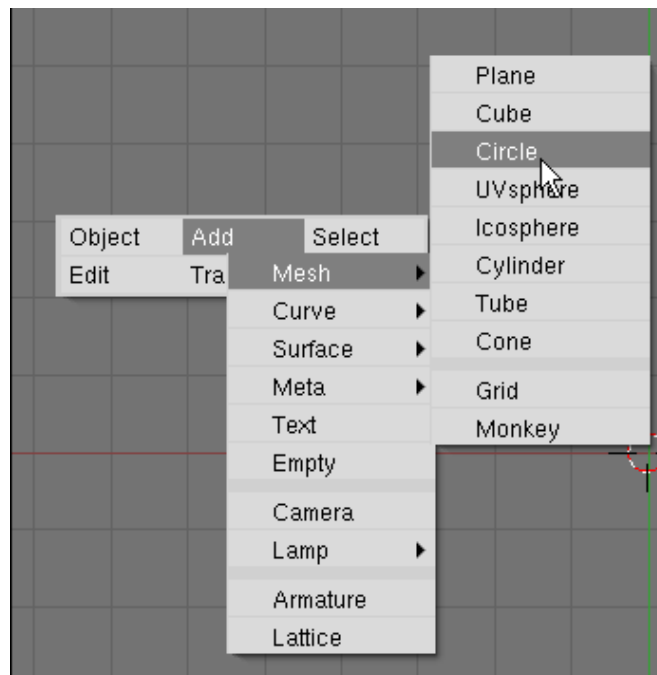 Object Add Select
Edit Tra
Mesh
Curve
Surface
Meta
Text
Empty
Camera
Lamp
Armature
Lattice
Plane
Cube
Circle
UVsphere
Icosphere
Cylinder
Tube
Cone
Grid
Monkey